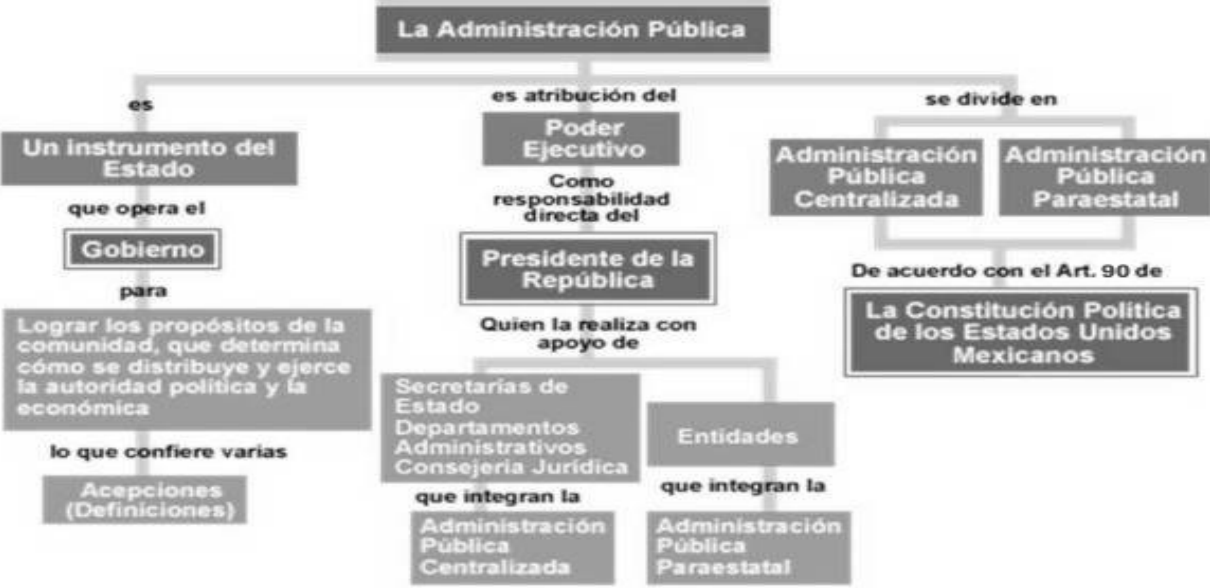 La Administración Pública
es
Un instrumento del
Estado
que opera el
Gobierno
para
Lograr los propósitos de la
comunidad, que determina
cómo se distribuye y ejerce
la autoridad política y la
económica
lo que confiere varias
Acepciones
(Definiciones)
es atribución del
Poder
Ejecutivo
Como
responsabilidad
directa del
Presidente de la
República
Quien la realiza con
apoyo de
Secretarías de
Estado
Departamentos
Administrativos
Consejería Jurídica
que integran la
Administración
Pública
Centralizada
Entidades
que integran la
Administración
Pública
Paraestatal
se divide en
Administración
Pública
Centralizada
Administración
Pública
Paraestatal
De acuerdo con el Art. 90 de
La Constitución Política
de los Estados Unidos
Mexicanos